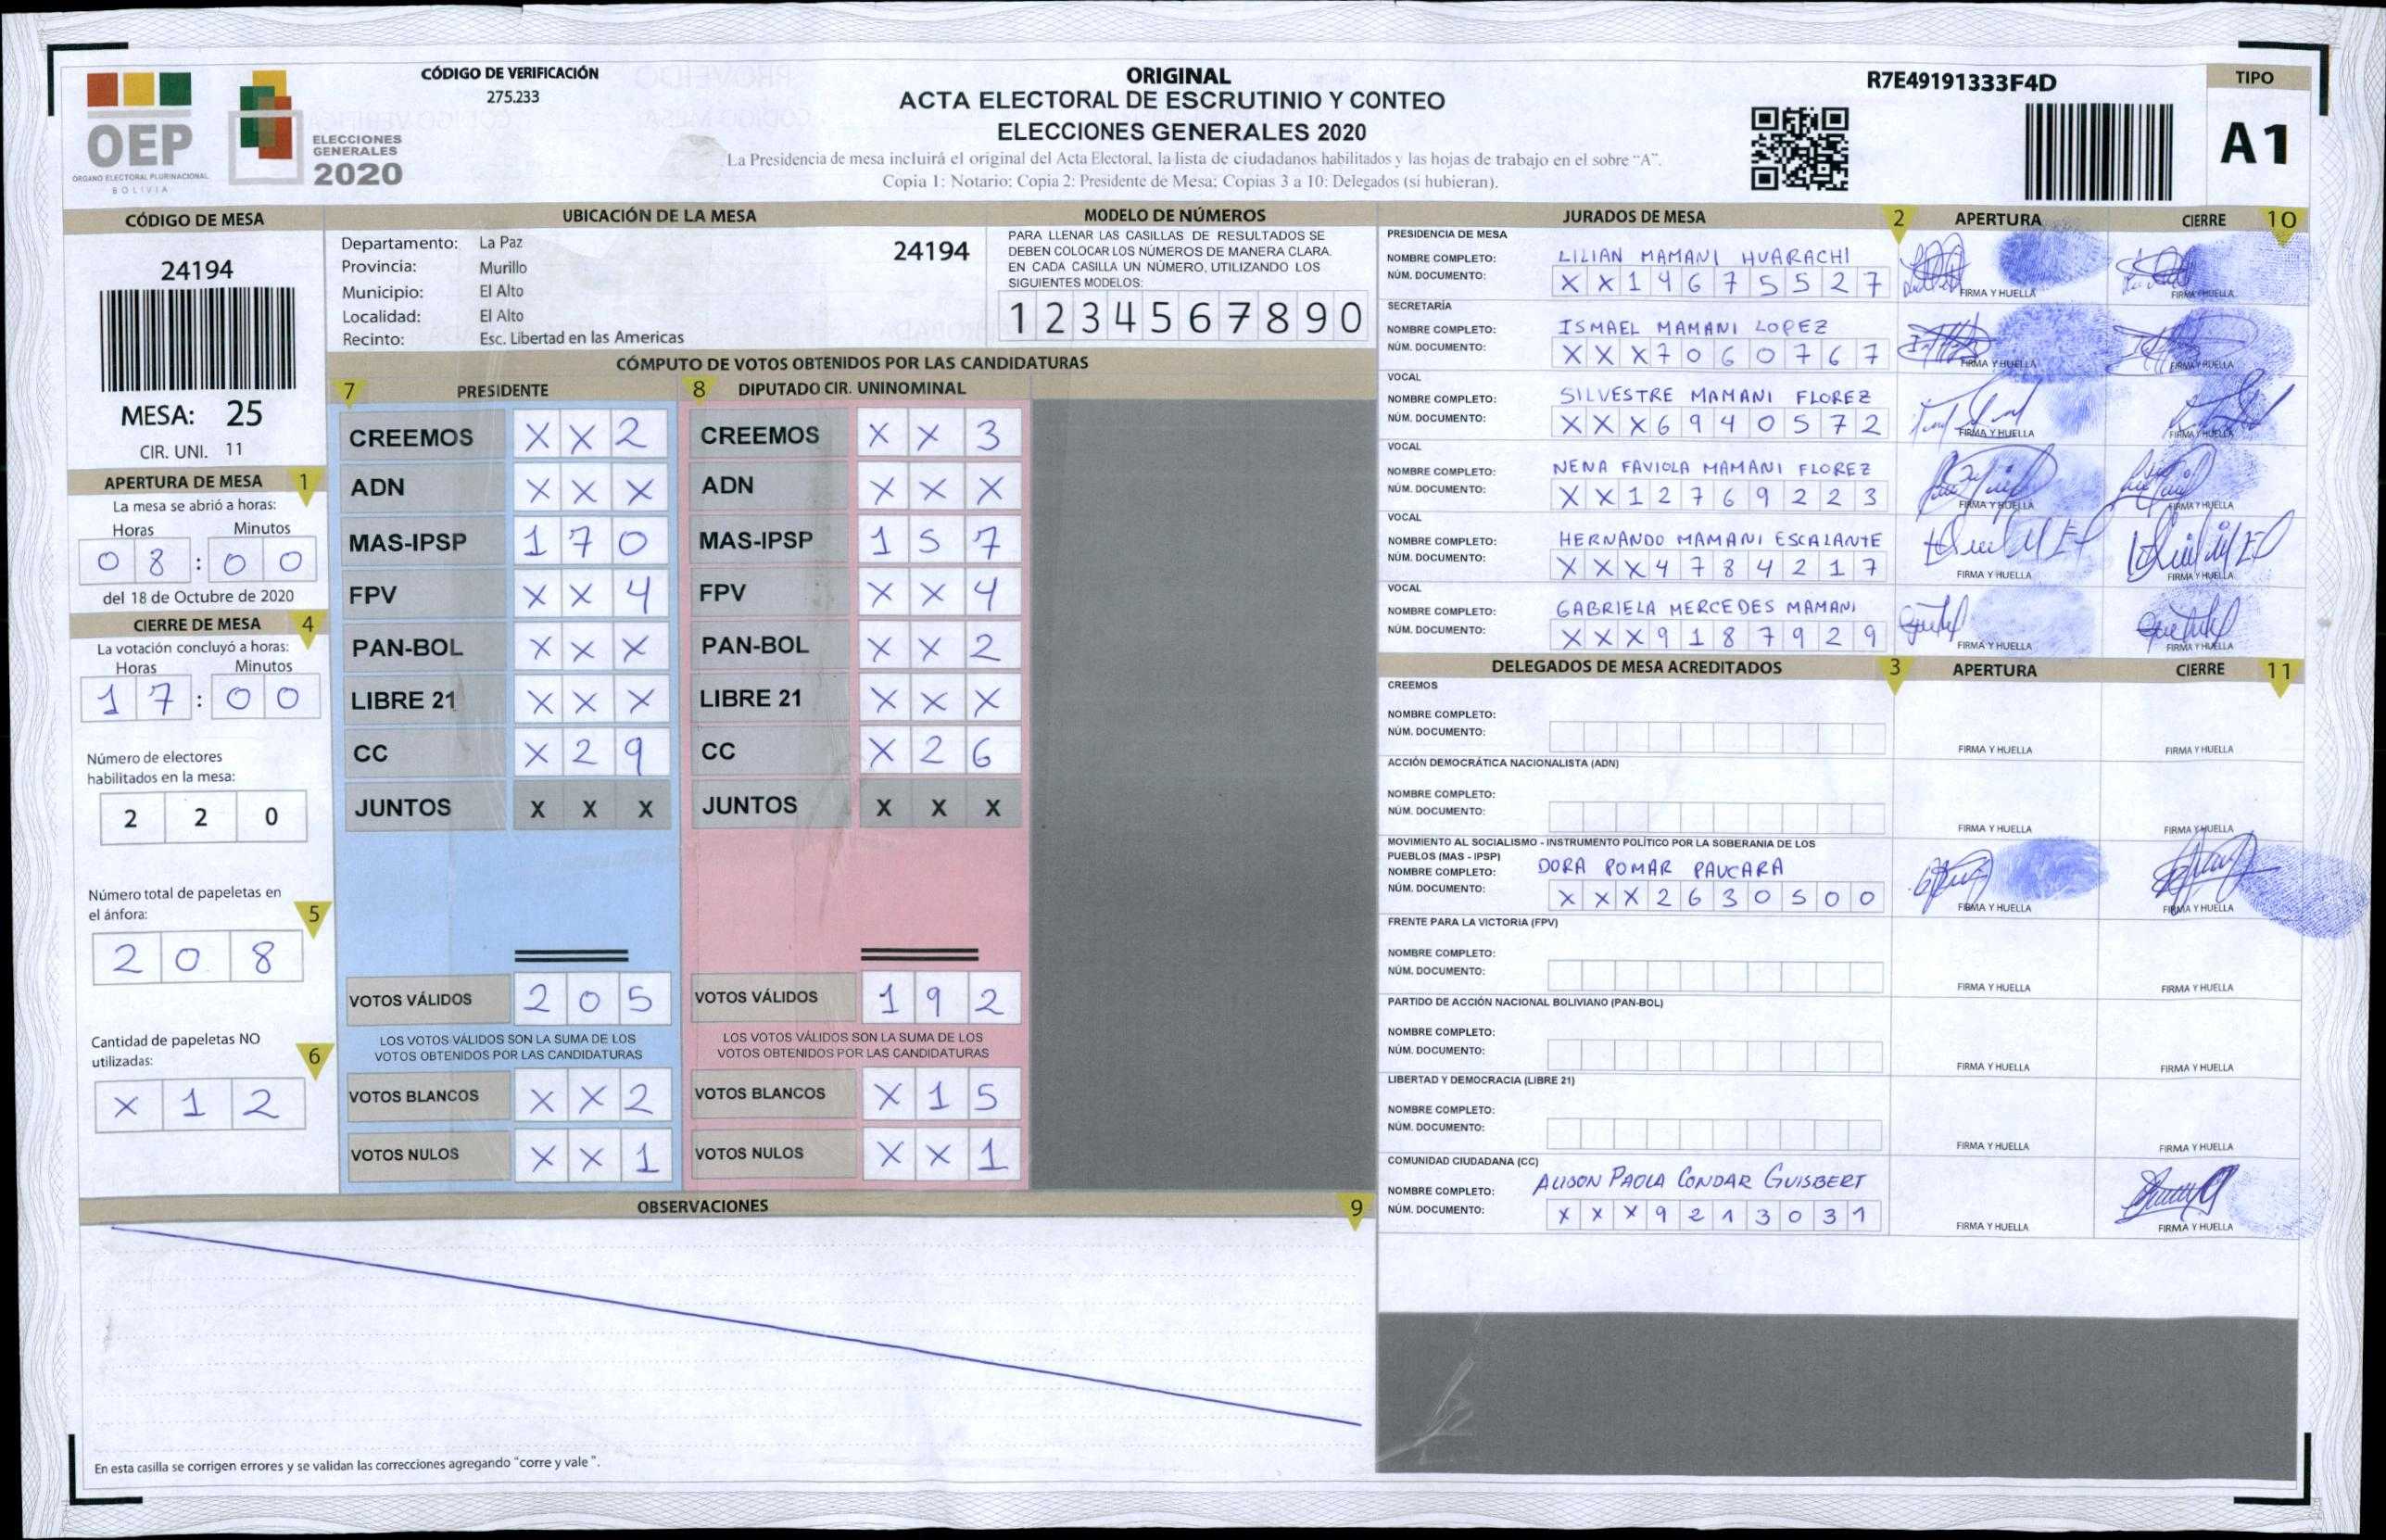 CÓDIGO DE VERIFICACIÓN
275.233
OEP
ÓRGANO ELECTORAL PLURINACIONAL
BOLIVIA
ELECCIONES
GENERALES
2020
ORIGINAL
ACTA ELECTORAL DE ESCRUTINIO Y CONTEO
ELECCIONES GENERALES 2020
La Presidencia de mesa incluirá el original del Acta Electoral, la lista de ciudadanos habilitados y las hojas de trabajo en el sobre “A”.
Copia 1: Notario; Copia 2: Presidente de Mesa; Copias 3 a 10: Delegados (si hubieran).
R7E49191333F4D
TIPO
A1
CÓDIGO DE MESA
24194
MESA: 25
CIR. UNI. 11
APERTURA DE MESA 1
La mesa se abrió a horas:
Horas Minutos
0 8 : 0 0
del 18 de Octubre de 2020
CIERRE DE MESA 4
La votación concluyó a horas:
Horas Minutos
1 7 : 0 0
Número de electores
habilitados en la mesa:
2 2 0
Número total de papeletas en
el ánfora: 5
2 0 8
Cantidad de papeletas NO
utilizadas: 6
X 1 2
UBICACIÓN DE LA MESA
Departamento: La Paz
24194
Provincia: Murillo
Municipio: El Alto
Localidad: El Alto
Recinto: Esc. Libertad en las Americas
MODELO DE NÚMEROS
PARA LLENAR LAS CASILLAS DE RESULTADOS SE
DEBEN COLOCAR LOS NÚMEROS DE MANERA CLARA.
EN CADA CASILLA UN NÚMERO, UTILIZANDO LOS
SIGUIENTES MODELOS:
1 2 3 4 5 6 7 8 9 0
CÓMPUTO DE VOTOS OBTENIDOS POR LAS CANDIDATURAS
7 PRESIDENTE 8 DIPUTADO CIR. UNINOMINAL
CREEMOS X X 2 CREEMOS X X 3
ADN X X X ADN X X X
MAS-IPSP 1 7 0 MAS-IPSP 1 5 7
FPV X X 4 FPV X X 4
PAN-BOL X X X PAN-BOL X X 2
LIBRE 21 X X X LIBRE 21 X X X
CC X 2 9 CC X 2 6
JUNTOS X X X JUNTOS X X X
VOTOS VÁLIDOS 2 0 5 VOTOS VÁLIDOS 1 9 2
LOS VOTOS VÁLIDOS SON LA SUMA DE LOS LOS VOTOS VÁLIDOS SON LA SUMA DE LOS
VOTOS OBTENIDOS POR LAS CANDIDATURAS VOTOS OBTENIDOS POR LAS CANDIDATURAS
VOTOS BLANCOS X X 2 VOTOS BLANCOS X 1 5
VOTOS NULOS X X 1 VOTOS NULOS X X 1
OBSERVACIONES 9
En esta casilla se corrigen errores y se validan las correcciones agregando “corre y vale”.
JURADOS DE MESA 2 APERTURA CIERRE 10
PRESIDENCIA DE MESA
NOMBRE COMPLETO: LILIAN MAMANI HUARACHI
NÚM. DOCUMENTO: X X 1 4 6 7 5 5 2 7
FIRMA Y HUELLA FIRMA Y HUELLA
SECRETARÍA
NOMBRE COMPLETO: ISMAEL MAMANI LOPEZ
NÚM. DOCUMENTO: X X X 7 0 6 0 7 6 7
FIRMA Y HUELLA FIRMA Y HUELLA
VOCAL
NOMBRE COMPLETO: SILVESTRE MAMANI FLOREZ
NÚM. DOCUMENTO: X X X 6 9 4 0 5 7 2
FIRMA Y HUELLA FIRMA Y HUELLA
VOCAL
NOMBRE COMPLETO: NENA FAVIOLA MAMANI FLOREZ
NÚM. DOCUMENTO: X X 1 2 7 6 9 2 2 3
FIRMA Y HUELLA FIRMA Y HUELLA
VOCAL
NOMBRE COMPLETO: HERNANDO MAMANI ESCALANTE
NÚM. DOCUMENTO: X X X 4 7 8 4 2 1 7
FIRMA Y HUELLA FIRMA Y HUELLA
VOCAL
NOMBRE COMPLETO: GABRIELA MERCEDES MAMANI
NÚM. DOCUMENTO: X X X 9 1 8 7 9 2 9
FIRMA Y HUELLA FIRMA Y HUELLA
DELEGADOS DE MESA ACREDITADOS 3 APERTURA CIERRE 11
CREEMOS
NOMBRE COMPLETO:
NÚM. DOCUMENTO:
FIRMA Y HUELLA FIRMA Y HUELLA
ACCIÓN DEMOCRÁTICA NACIONALISTA (ADN)
NOMBRE COMPLETO:
NÚM. DOCUMENTO:
FIRMA Y HUELLA FIRMA Y HUELLA
MOVIMIENTO AL SOCIALISMO - INSTRUMENTO POLÍTICO POR LA SOBERANIA DE LOS
PUEBLOS (MAS - IPSP)
NOMBRE COMPLETO: DORA POMAR PAUCARA
NÚM. DOCUMENTO: X X X 2 6 3 0 5 0 0
FIRMA Y HUELLA FIRMA Y HUELLA
FRENTE PARA LA VICTORIA (FPV)
NOMBRE COMPLETO:
NÚM. DOCUMENTO:
FIRMA Y HUELLA FIRMA Y HUELLA
PARTIDO DE ACCIÓN NACIONAL BOLIVIANO (PAN-BOL)
NOMBRE COMPLETO:
NÚM. DOCUMENTO:
FIRMA Y HUELLA FIRMA Y HUELLA
LIBERTAD Y DEMOCRACIA (LIBRE 21)
NOMBRE COMPLETO:
NÚM. DOCUMENTO:
FIRMA Y HUELLA FIRMA Y HUELLA
COMUNIDAD CIUDADANA (CC)
NOMBRE COMPLETO: ALISON PAOLA CONDAR GUISBERT
NÚM. DOCUMENTO: X X X 9 2 1 3 0 3 1
FIRMA Y HUELLA FIRMA Y HUELLA